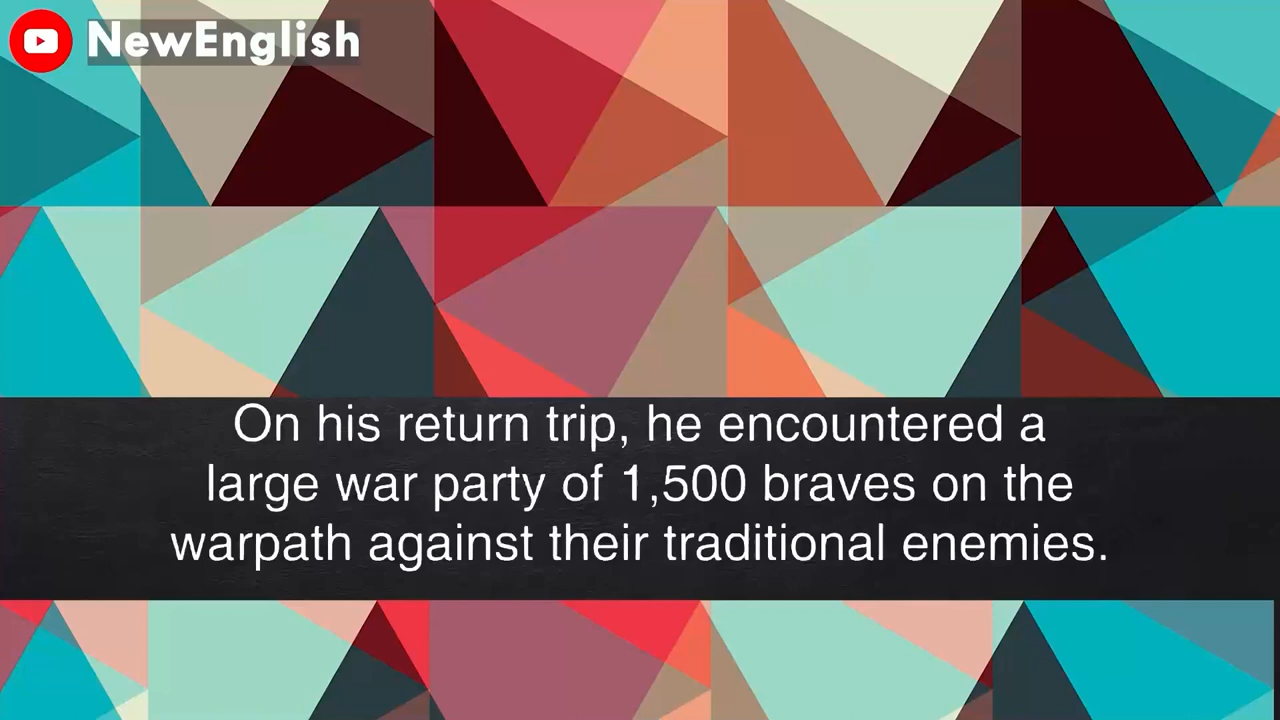 NewEnglish
On his return trip, he encountered a
large war party of 1,500 braves on the
warpath against their traditional enemies.